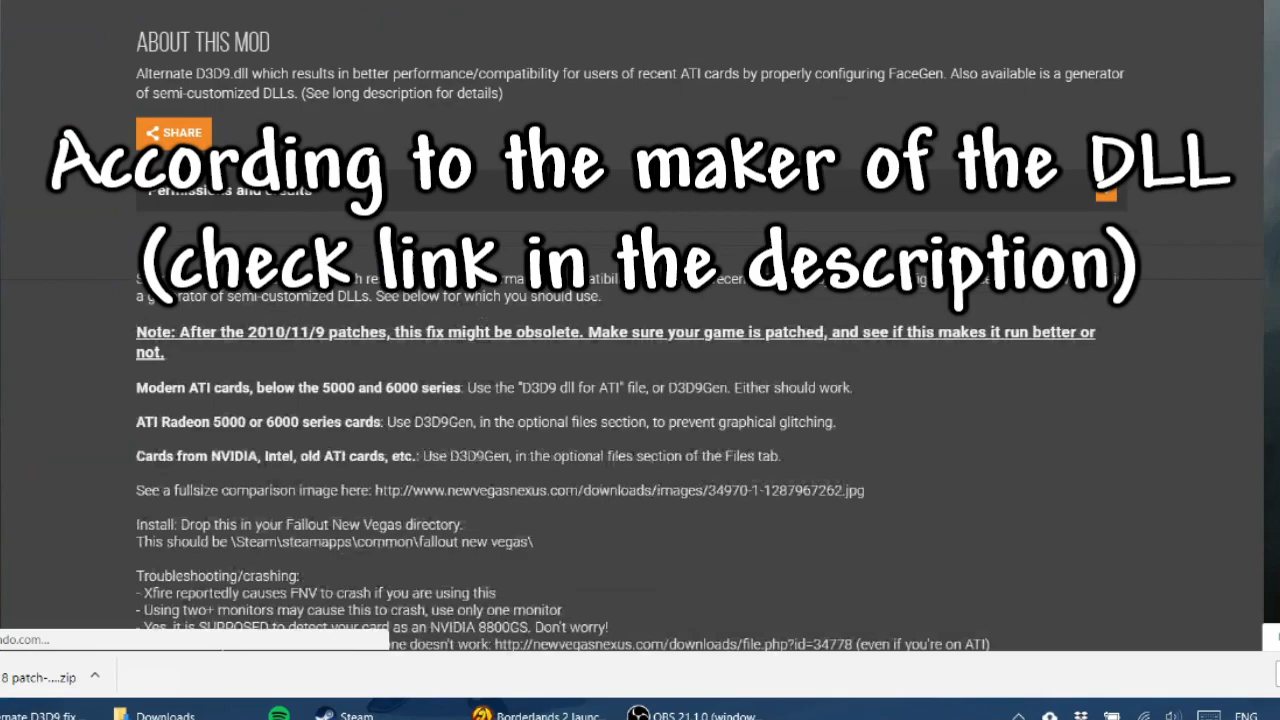 ABOUT THIS MOD
Alternate D3D9.dll which results in better performance/compatibility for users of recent ATI cards by properly configuring FaceGen. Also available is a generator
of semi-customized DLLs. (See long description for details)
SHARE
According to the maker of the DLL
Permissions and credits
(check link in the description)
a generator of semi-customized DLLs. See below for which you should use.
Note: After the 2010/11/9 patches, this fix might be obsolete. Make sure your game is patched, and see if this makes it run better or
not.
Modern ATI cards, below the 5000 and 6000 series: Use the "D3D9 dll for ATI" file, or D3D9Gen. Either should work.
ATI Radeon 5000 or 6000 series cards: Use D3D9Gen, in the optional files section, to prevent graphical glitching.
Cards from NVIDIA, Intel, old ATI cards, etc.: Use D3D9Gen, in the optional files section of the Files tab.
See a fullsize comparison image here: http://www.newvegasnexus.com/downloads/images/34970-1-1287967262.jpg
Install: Drop this in your Fallout New Vegas directory.
This should be \Steam\steamapps\common\fallout new vegas\
Troubleshooting/crashing:
- Xfire reportedly causes FNV to crash if you are using this
- Using two+ monitors may cause this to crash, use only one monitor
- Yes, it is SUPPOSED to detect your card as an NVIDIA 8800GS. Don't worry!
ndo.com...
one doesn't work: http://newvegasnexus.com/downloads/file.php?id=34778 (even if you're on ATI)
8 patch-....zip
rnate D3D9 fix ... Downloads Steam Borderlands 2 launc... OBS 21.1.0 (window... ENG